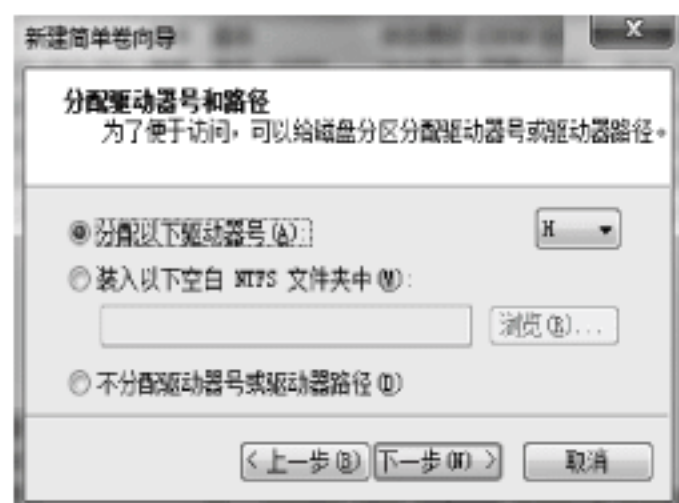 新建简单卷向导
分配驱动器号和路径
为了便于访问，可以给磁盘分区分配驱动器号或驱动器路径。
分配以下驱动器号(A): H
装入以下空白 NTFS 文件夹中(M):
浏览(R)...
不分配驱动器号或驱动器路径(D)
<上一步(B) 下一步(N)> 取消